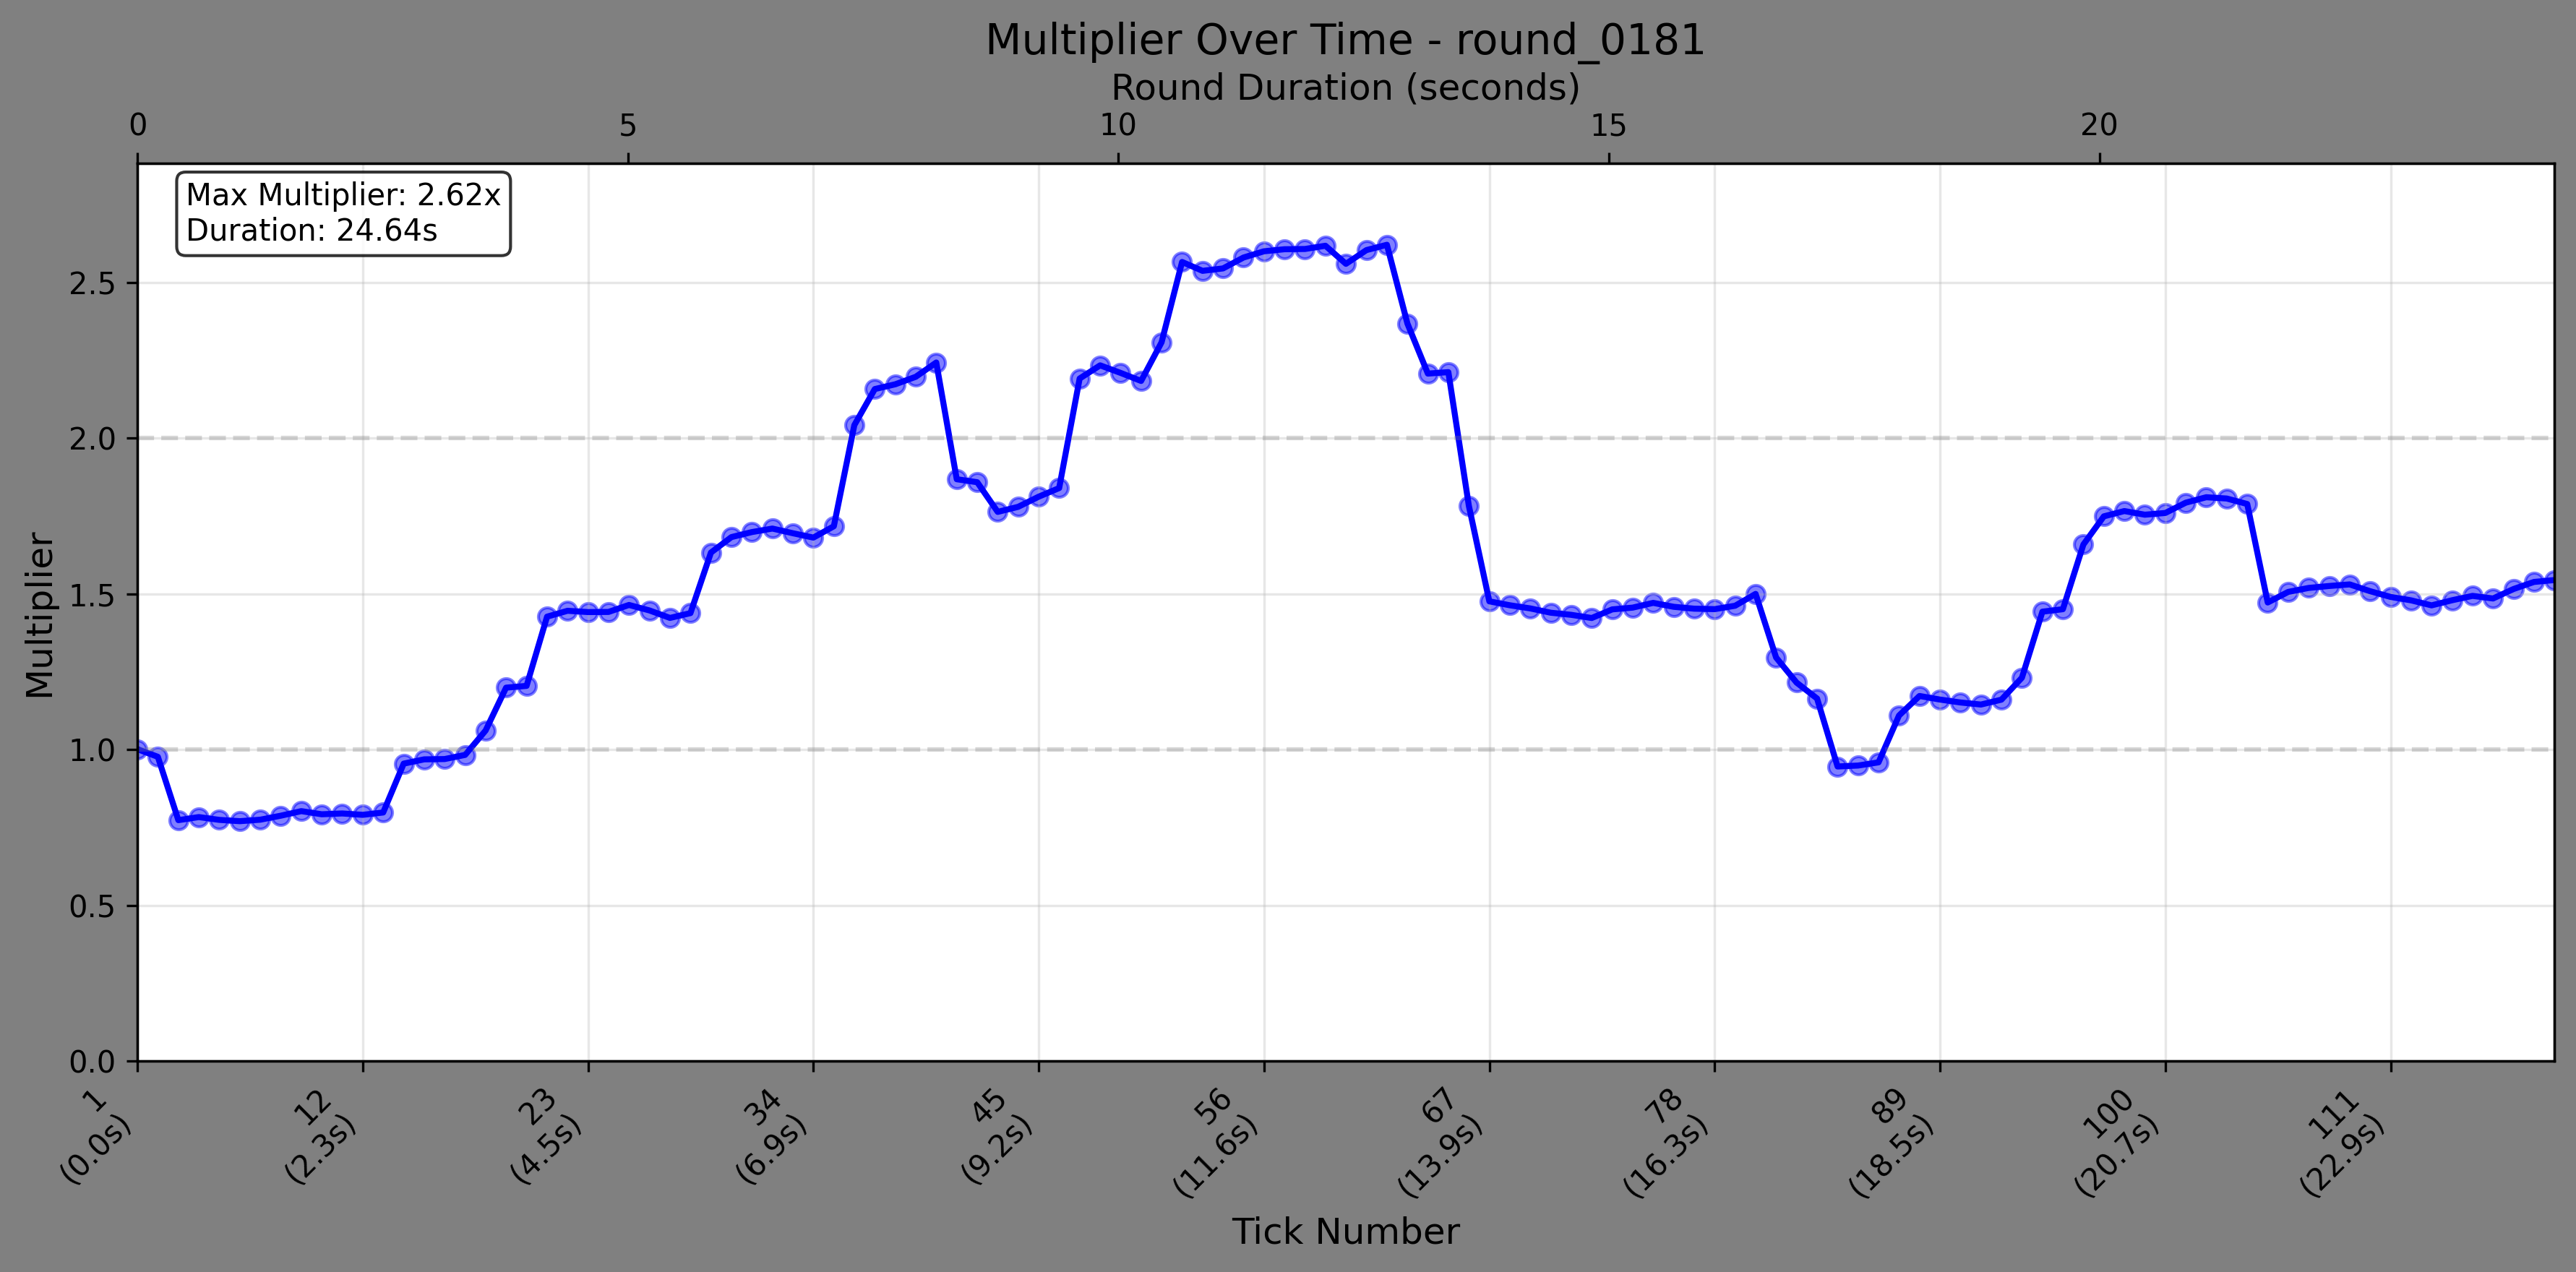 Multiplier Over Time - round_0181
Round Duration (seconds)
0 5 10 15 20
Max Multiplier: 2.62x
Duration: 24.64s
Multiplier
2.5
2.0
1.5
1.0
0.5
0.0
1
(0.0s)
12
(2.3s)
23
(4.5s)
34
(6.9s)
45
(9.2s)
56
(11.6s)
67
(13.9s)
78
(16.3s)
89
(18.5s)
100
(20.7s)
111
(22.9s)
Tick Number